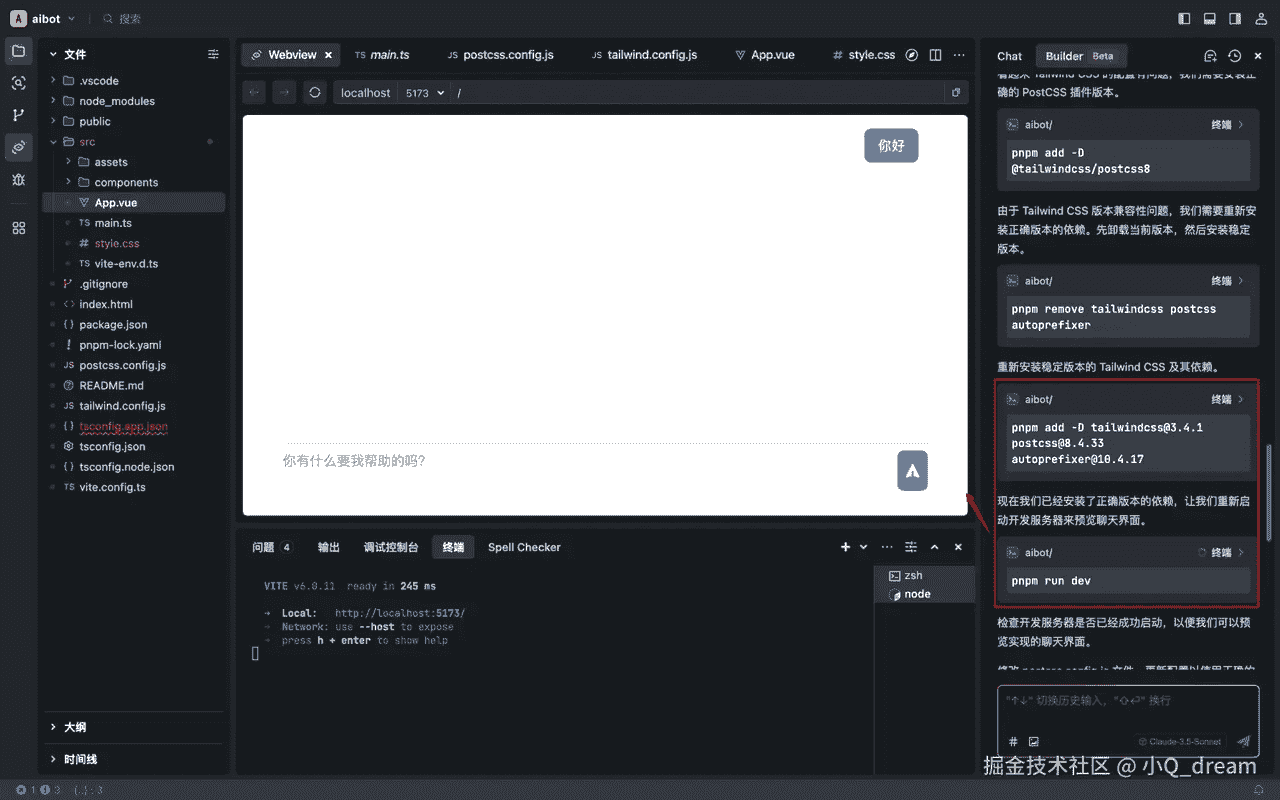 A aibot
搜索
文件
.vscode
node_modules
public
src
assets
components
App.vue
TS main.ts
# style.css
TS vite-env.d.ts
.gitignore
<> index.html
{ } package.json
! pnpm-lock.yaml
JS postcss.config.js
README.md
JS tailwind.config.js
{ } tsconfig.app.json
tsconfig.json
{ } tsconfig.node.json
TS vite.config.ts
大纲
时间线
Webview ×
TS main.ts
JS postcss.config.js
JS tailwind.config.js
App.vue
# style.css
localhost 5173 /
你好
你有什么要我帮助的吗?
问题 4 输出 调试控制台 终端 Spell Checker
VITE v6.0.11 ready in 245 ms
→ Local: http://localhost:5173/
→ Network: use --host to expose
→ press h + enter to show help
zsh
node
Chat Builder Beta
确的 PostCSS 插件版本。
aibot/ 终端
pnpm add -D
@tailwindcss/postcss8
由于 Tailwind CSS 版本兼容性问题，我们需要重新安
装正确版本的依赖。先卸载当前版本，然后安装稳定
版本。
aibot/ 终端
pnpm remove tailwindcss postcss
autoprefixer
重新安装稳定版本的 Tailwind CSS 及其依赖。
aibot/ 终端
pnpm add -D tailwindcss@3.4.1
postcss@8.4.33
autoprefixer@10.4.17
现在我们已经安装了正确版本的依赖，让我们重新启
动开发服务器来预览聊天界面。
aibot/ 终端
pnpm run dev
检查开发服务器是否已经成功启动，以便我们可以预
览实现的聊天界面。
"↑↓" 切换历史输入，"⇧⏎" 换行
# Claude-3.5-Sonnet
掘金技术社区 @ 小Q_dream
1 3 {..} : 3